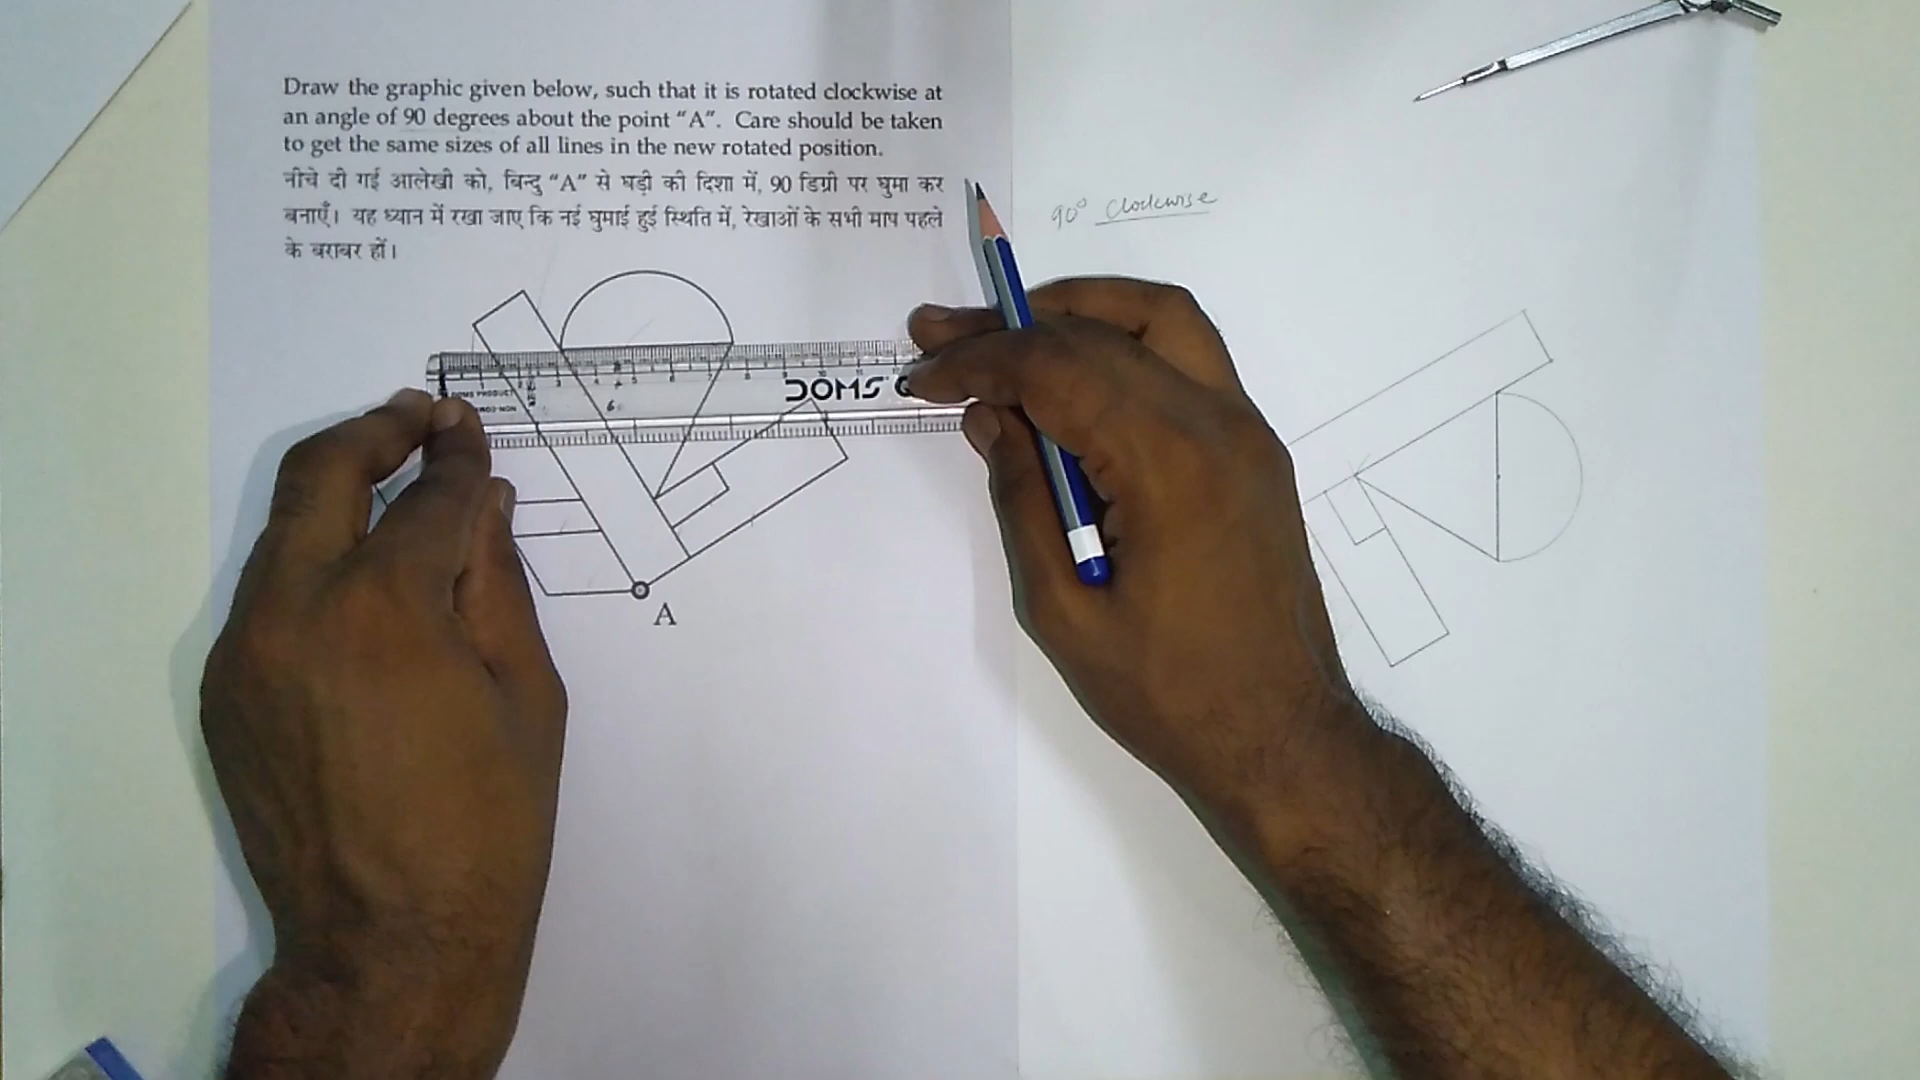 Draw the graphic given below, such that it is rotated clockwise at
an angle of 90 degrees about the point “A”. Care should be taken
to get the same sizes of all lines in the new rotated position.
नीचे दी गई आलेखी को, बिन्दु “A” से घड़ी की दिशा में, 90 डिग्री पर घुमा कर
बनाएँ। यह ध्यान में रखा जाए कि नई घुमाई हुई स्थिति में, रेखाओं के सभी माप पहले
के बराबर हों।
90° clockwise
DOMS
A